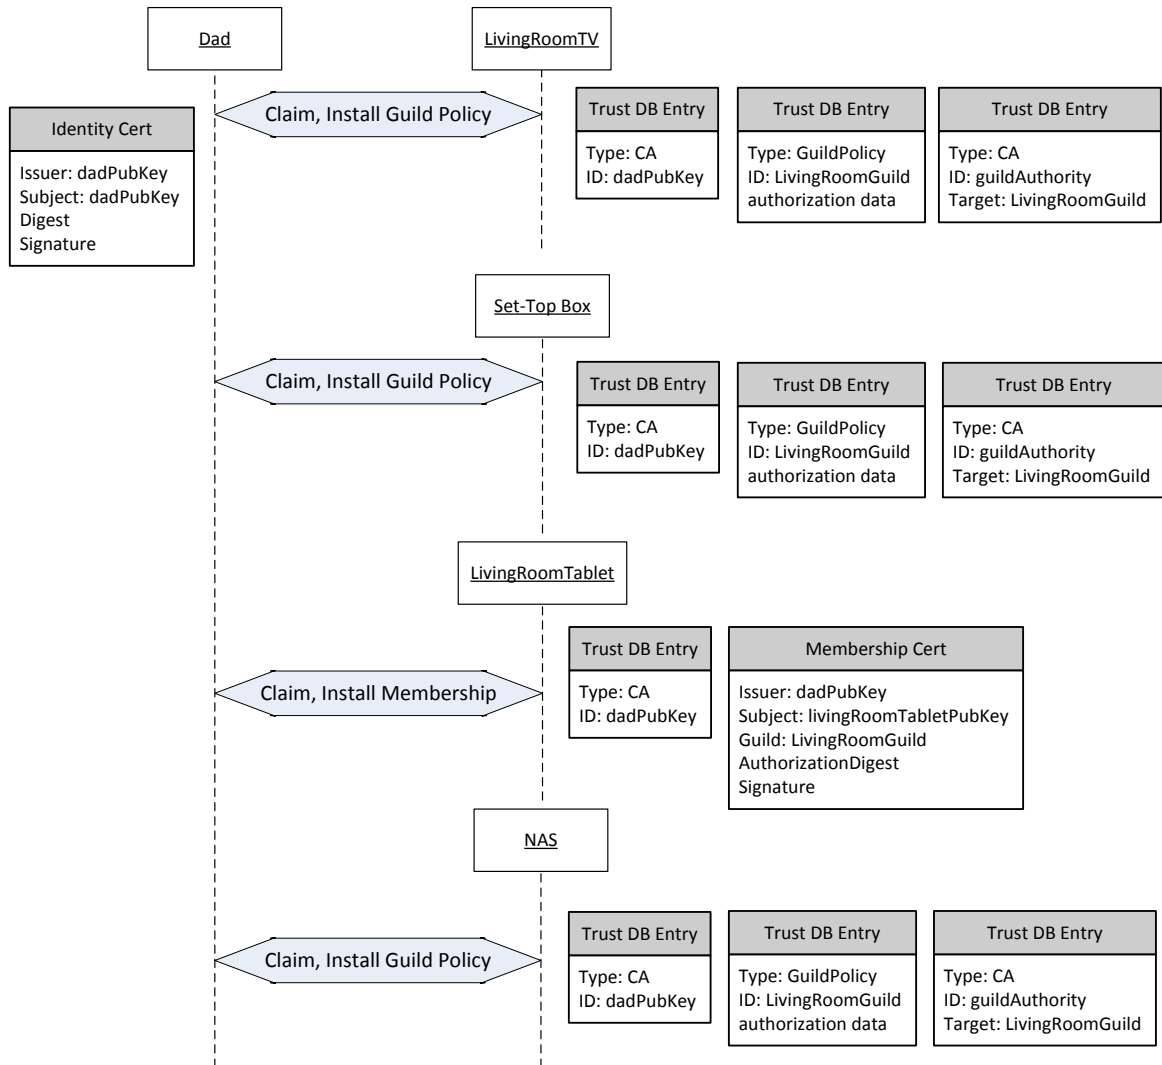 Dad
LivingRoomTV
Claim, Install Guild Policy
Identity Cert
Issuer: dadPubKey
Subject: dadPubKey
Digest
Signature
Trust DB Entry
Type: CA
ID: dadPubKey
Trust DB Entry
Type: GuildPolicy
ID: LivingRoomGuild
authorization data
Trust DB Entry
Type: CA
ID: guildAuthority
Target: LivingRoomGuild
Set-Top Box
Claim, Install Guild Policy
Trust DB Entry
Type: CA
ID: dadPubKey
Trust DB Entry
Type: GuildPolicy
ID: LivingRoomGuild
authorization data
Trust DB Entry
Type: CA
ID: guildAuthority
Target: LivingRoomGuild
LivingRoomTablet
Claim, Install Membership
Trust DB Entry
Type: CA
ID: dadPubKey
Membership Cert
Issuer: dadPubKey
Subject: livingRoomTabletPubKey
Guild: LivingRoomGuild
AuthorizationDigest
Signature
NAS
Claim, Install Guild Policy
Trust DB Entry
Type: CA
ID: dadPubKey
Trust DB Entry
Type: GuildPolicy
ID: LivingRoomGuild
authorization data
Trust DB Entry
Type: CA
ID: guildAuthority
Target: LivingRoomGuild